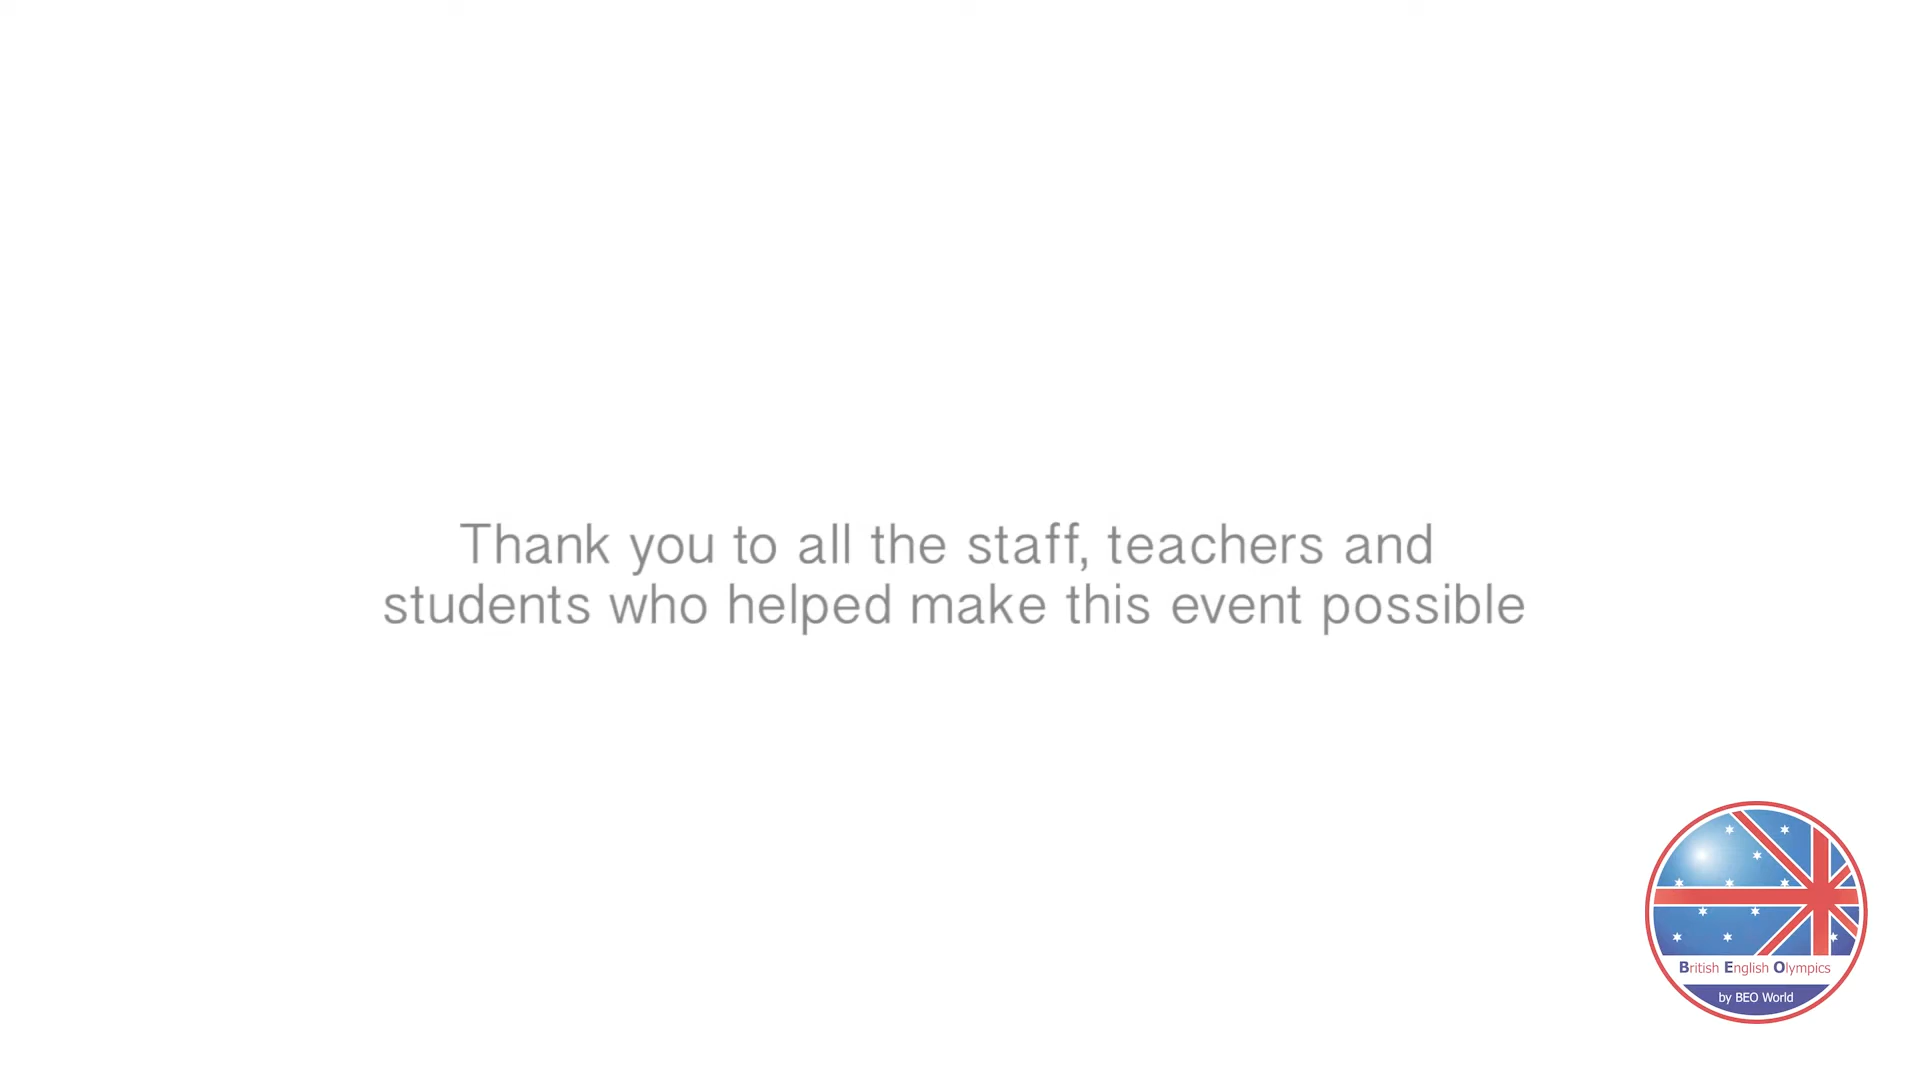 Thank you to all the staff, teachers and
students who helped make this event possible
British English Olympics
by BEO World